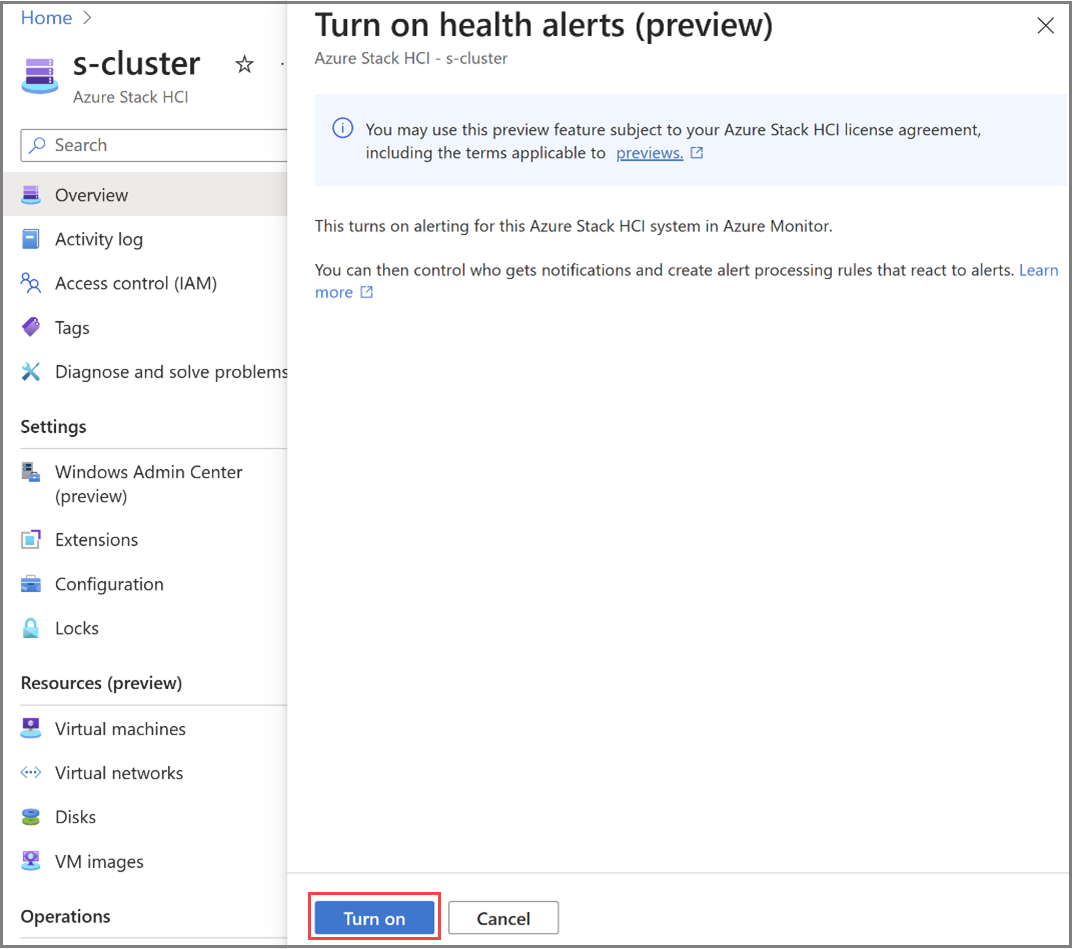 Home
s-cluster
Azure Stack HCI
Search
Overview
Activity log
Access control (IAM)
Tags
Diagnose and solve problems
Settings
Windows Admin Center
(preview)
Extensions
Configuration
Locks
Resources (preview)
Virtual machines
Virtual networks
Disks
VM images
Operations
Turn on health alerts (preview)
Azure Stack HCI - s-cluster
You may use this preview feature subject to your Azure Stack HCI license agreement,
including the terms applicable to previews.
This turns on alerting for this Azure Stack HCI system in Azure Monitor.
You can then control who gets notifications and create alert processing rules that react to alerts. Learn
more
Turn on
Cancel